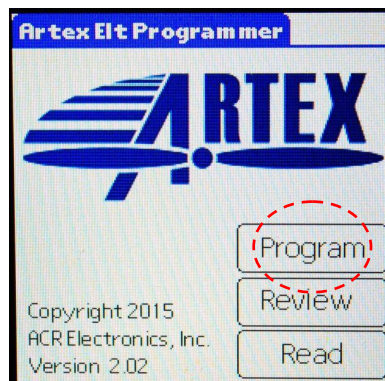 Artex Elt Programmer
ARTEX
Program
Review
Copyright 2015
ACR Electronics, Inc.
Read
Version 2.02